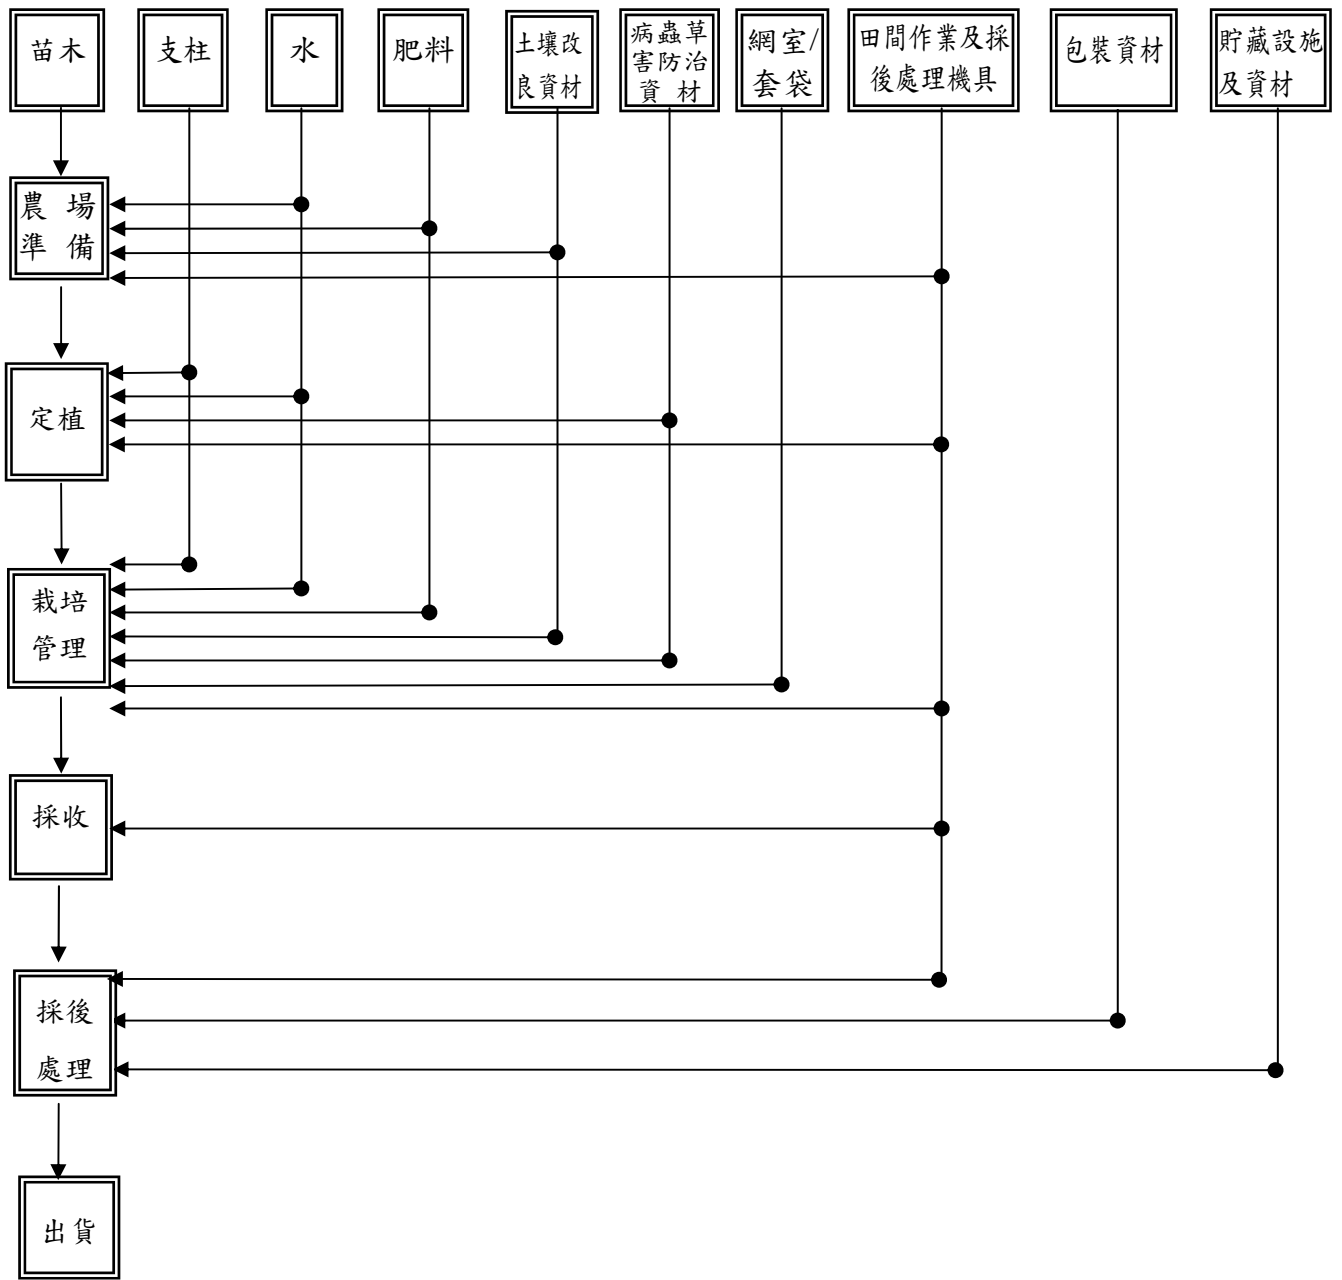 苗木
支柱
水
肥料
土壤改
良資材
病蟲草
害防治
資 材
網室/
套袋
田間作業及採
後處理機具
包裝資材
貯藏設施
及資材
農 場
準 備
定植
栽培
管理
採收
採後
處理
出貨